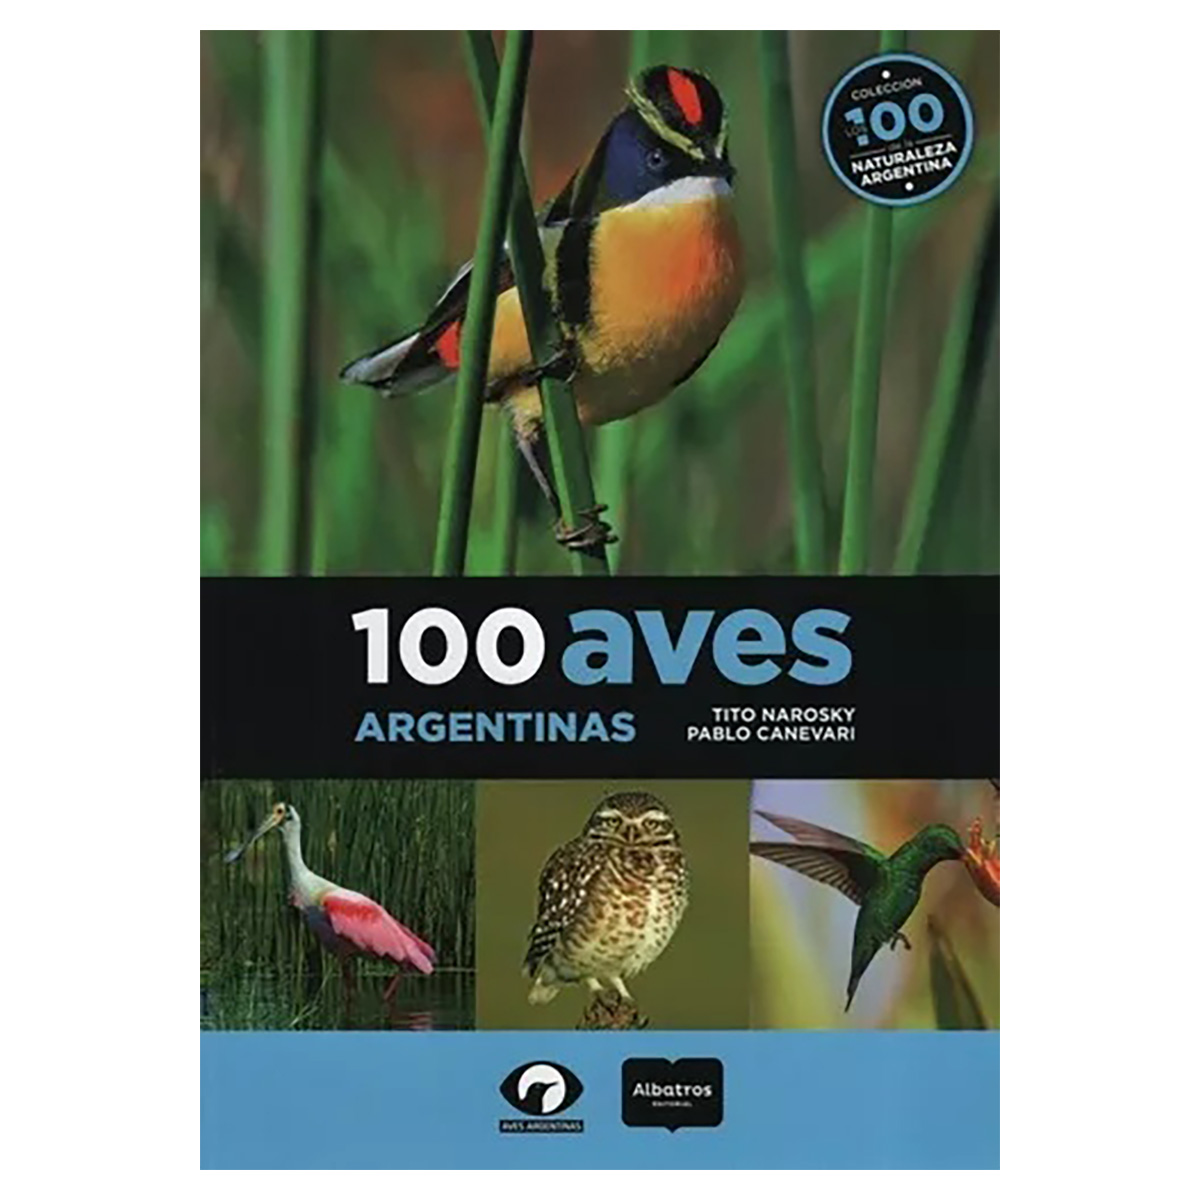 COLECCIÓN
LOS 100
de la
NATURALEZA
ARGENTINA
100 aves
ARGENTINAS
TITO NAROSKY
PABLO CANEVARI
AVES ARGENTINAS
Albatros
EDITORIAL